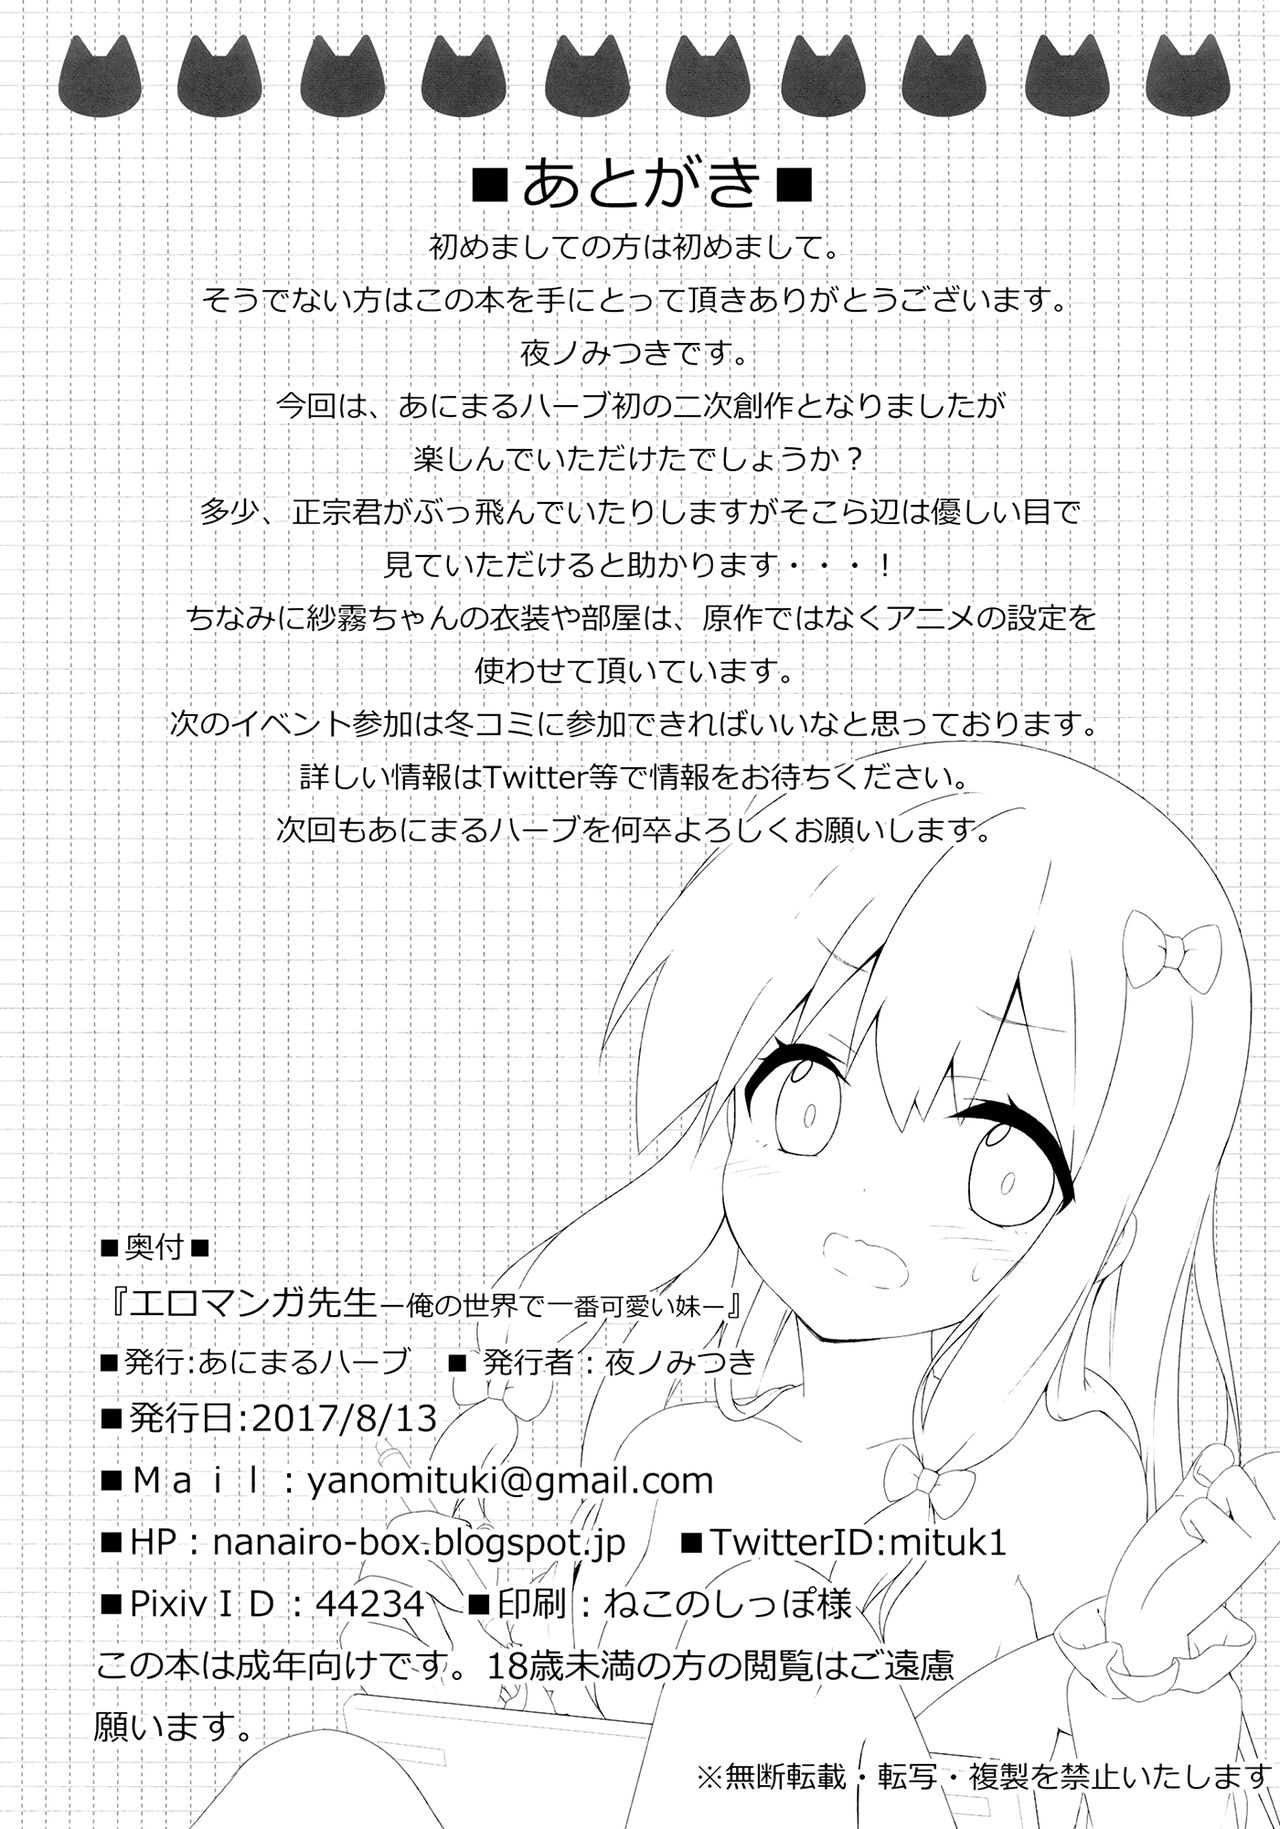 ■あとがき■
初めましての方は初めまして。
そうでない方はこの本を手にとって頂きありがとうございます。
夜ノみつきです。
今回は、あにまるハーブ初の二次創作となりましたが
楽しんでいただけたでしょうか？
多少、正宗君がぶっ飛んでいたりしますがそこら辺は優しい目で
見ていただけると助かります・・・！
ちなみに紗霧ちゃんの衣装や部屋は、原作ではなくアニメの設定を
使わせて頂いています。
次のイベント参加は冬コミに参加できればいいなと思っております。
詳しい情報はTwitter等で情報をお待ちください。
次回もあにまるハーブを何卒よろしくお願いします。
■奥付■
『エロマンガ先生ー俺の世界で一番可愛い妹ー』
■発行:あにまるハーブ　■ 発行者：夜ノみつき
■発行日:2017/8/13
■Ｍａｉｌ：yanomituki@gmail.com
■HP：nanairo-box.blogspot.jp　■TwitterID:mituk1
■PixivＩＤ：44234　■印刷：ねこのしっぽ様
この本は成年向けです。18歳未満の方の閲覧はご遠慮
願います。
※無断転載・転写・複製を禁止いたします